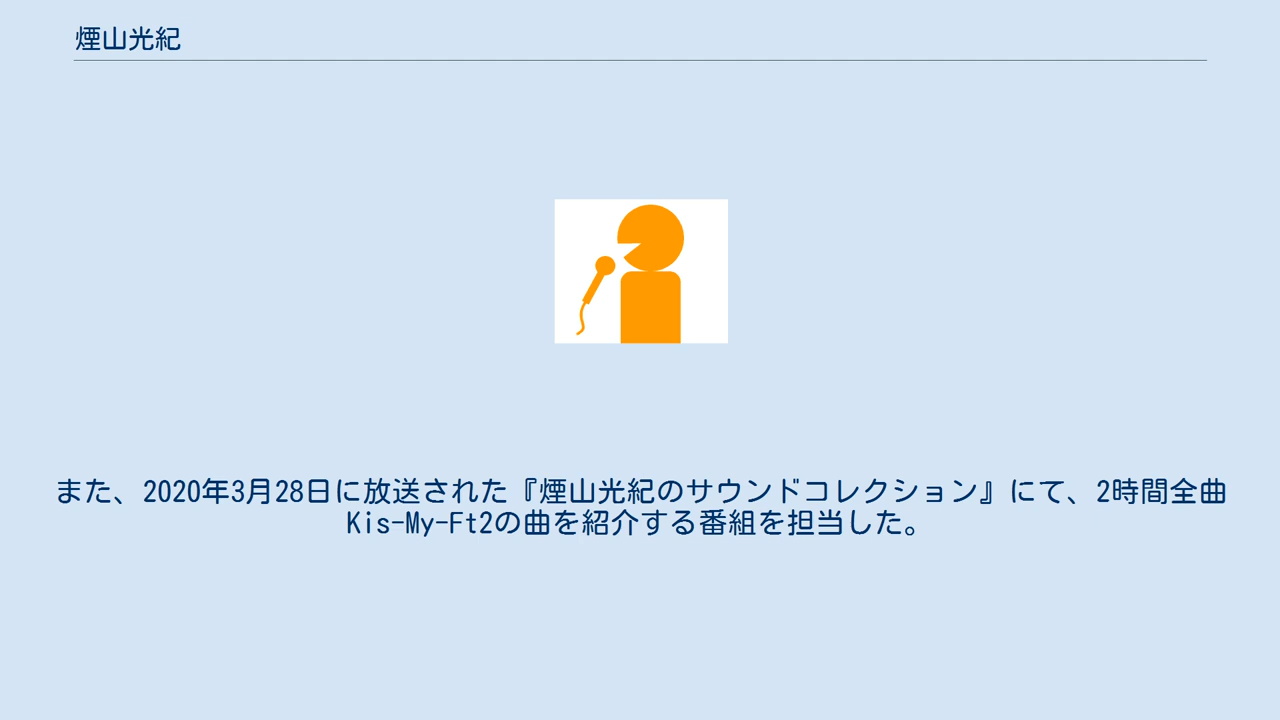 煙山光紀
また、2020年3月28日に放送された『煙山光紀のサウンドコレクション』にて、2時間全曲
Kis-My-Ft2の曲を紹介する番組を担当した。